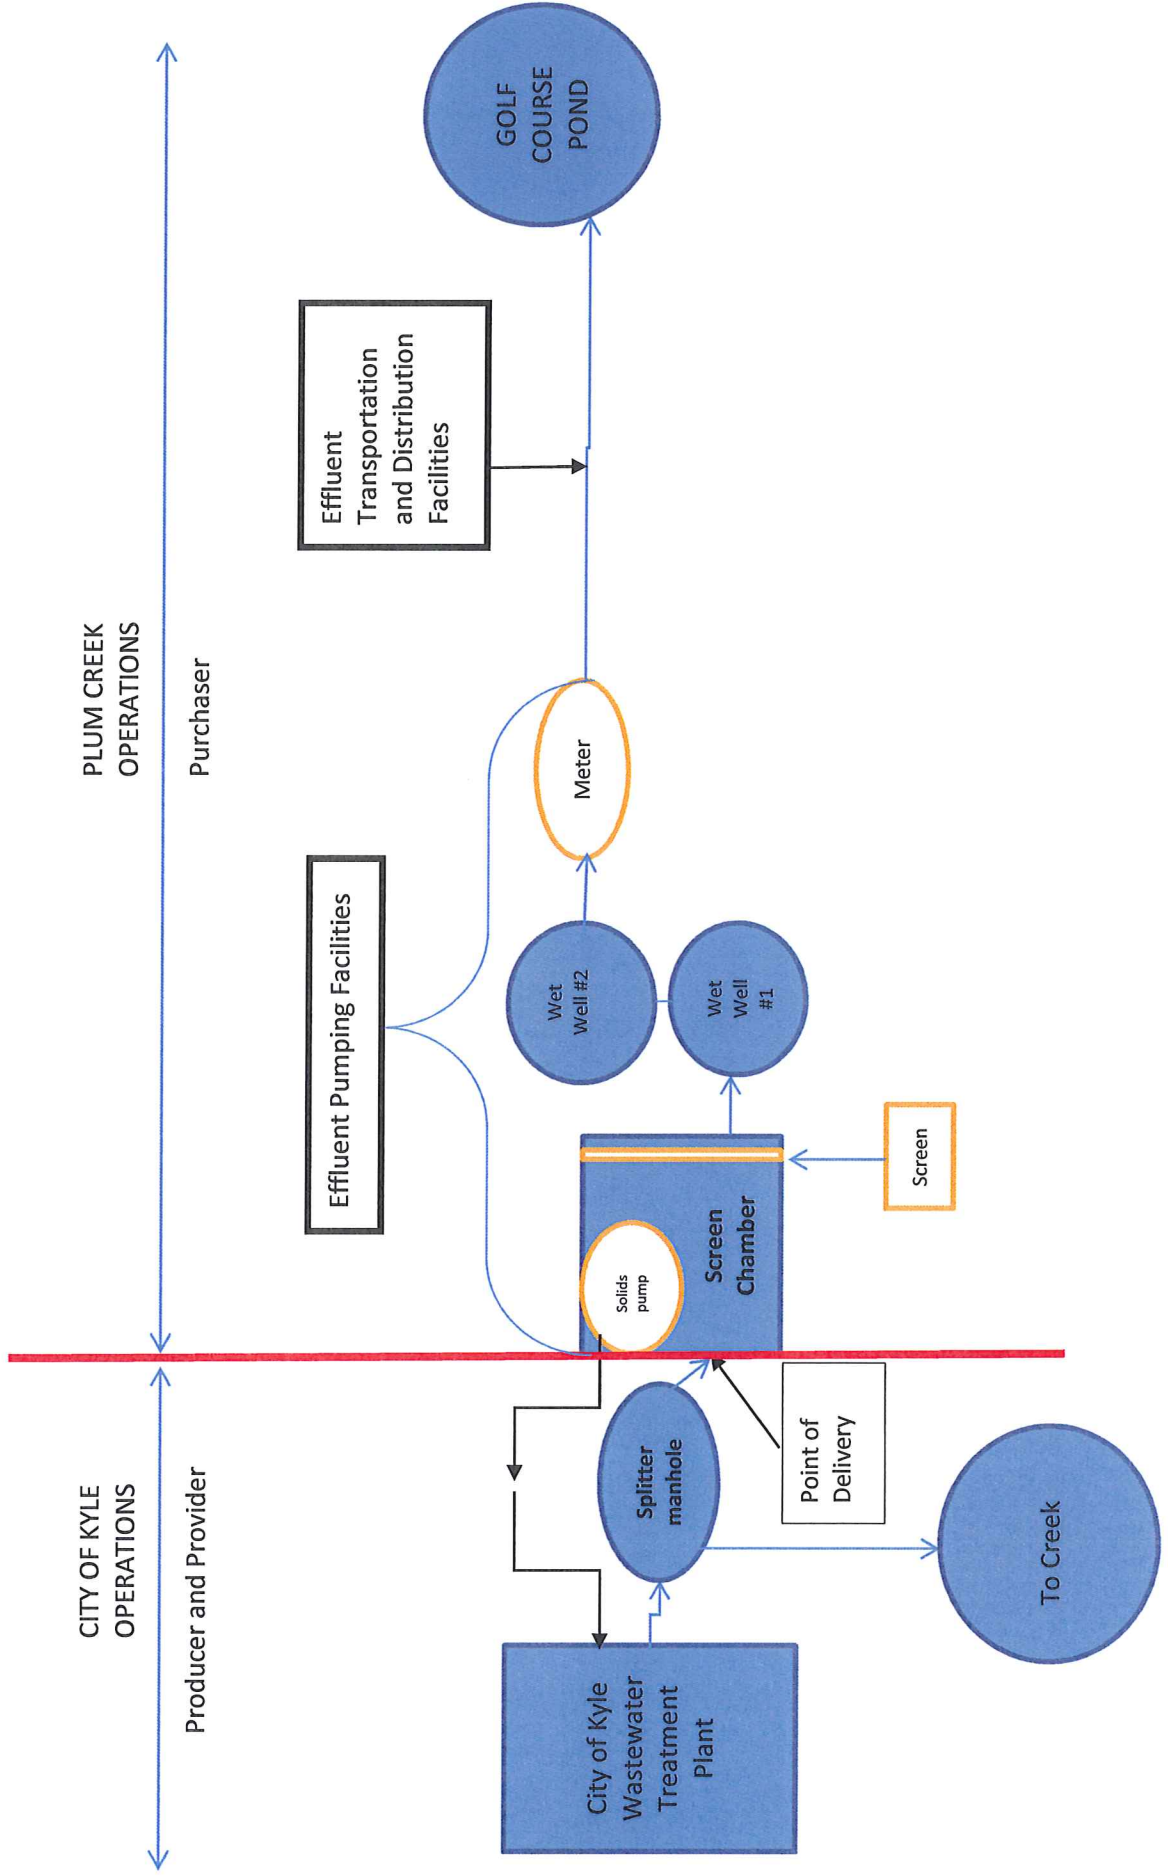 CITY OF KYLE
OPERATIONS
Producer and Provider
PLUM CREEK
OPERATIONS
Purchaser
Effluent Pumping Facilities
Effluent
Transportation
and Distribution
Facilities
City of Kyle
Wastewater
Treatment
Plant
Splitter
manhole
Solids
pump
Screen
Chamber
Wet
Well #2
Wet
Well
#1
Meter
GOLF
COURSE
POND
Point of
Delivery
Screen
To Creek